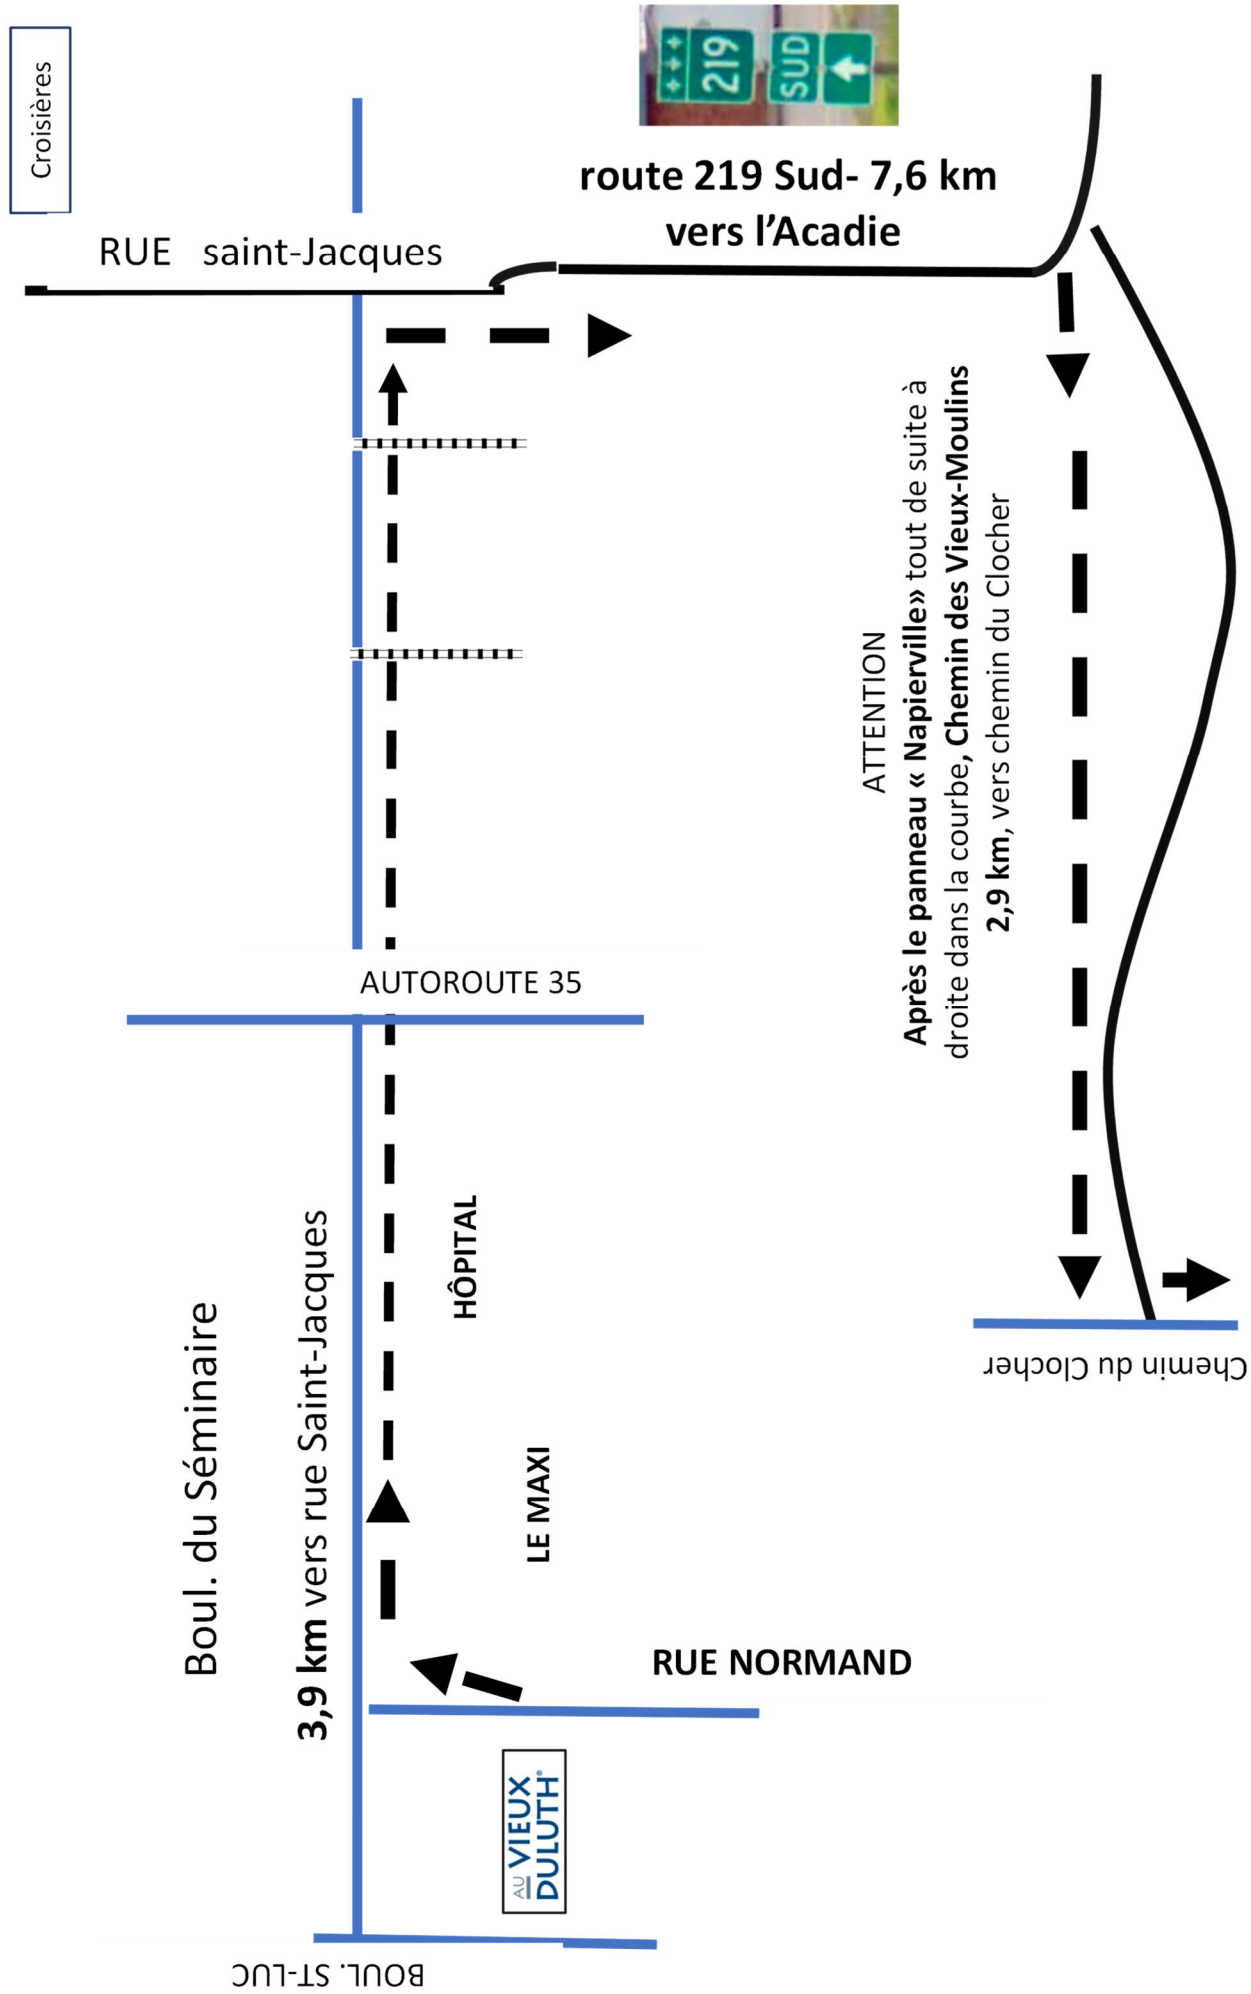 Croisières
RUE saint-Jacques
219
SUD
route 219 Sud- 7,6 km
vers l’Acadie
AUTOROUTE 35
ATTENTION
Après le panneau « Napierville» tout de suite à
droite dans la courbe, Chemin des Vieux-Moulins
2,9 km, vers chemin du Clocher
Boul. du Séminaire
3,9 km vers rue Saint-Jacques
HÔPITAL
LE MAXI
RUE NORMAND
AU VIEUX
DULUTH
Chemin du Clocher
BOUL. ST-LUC